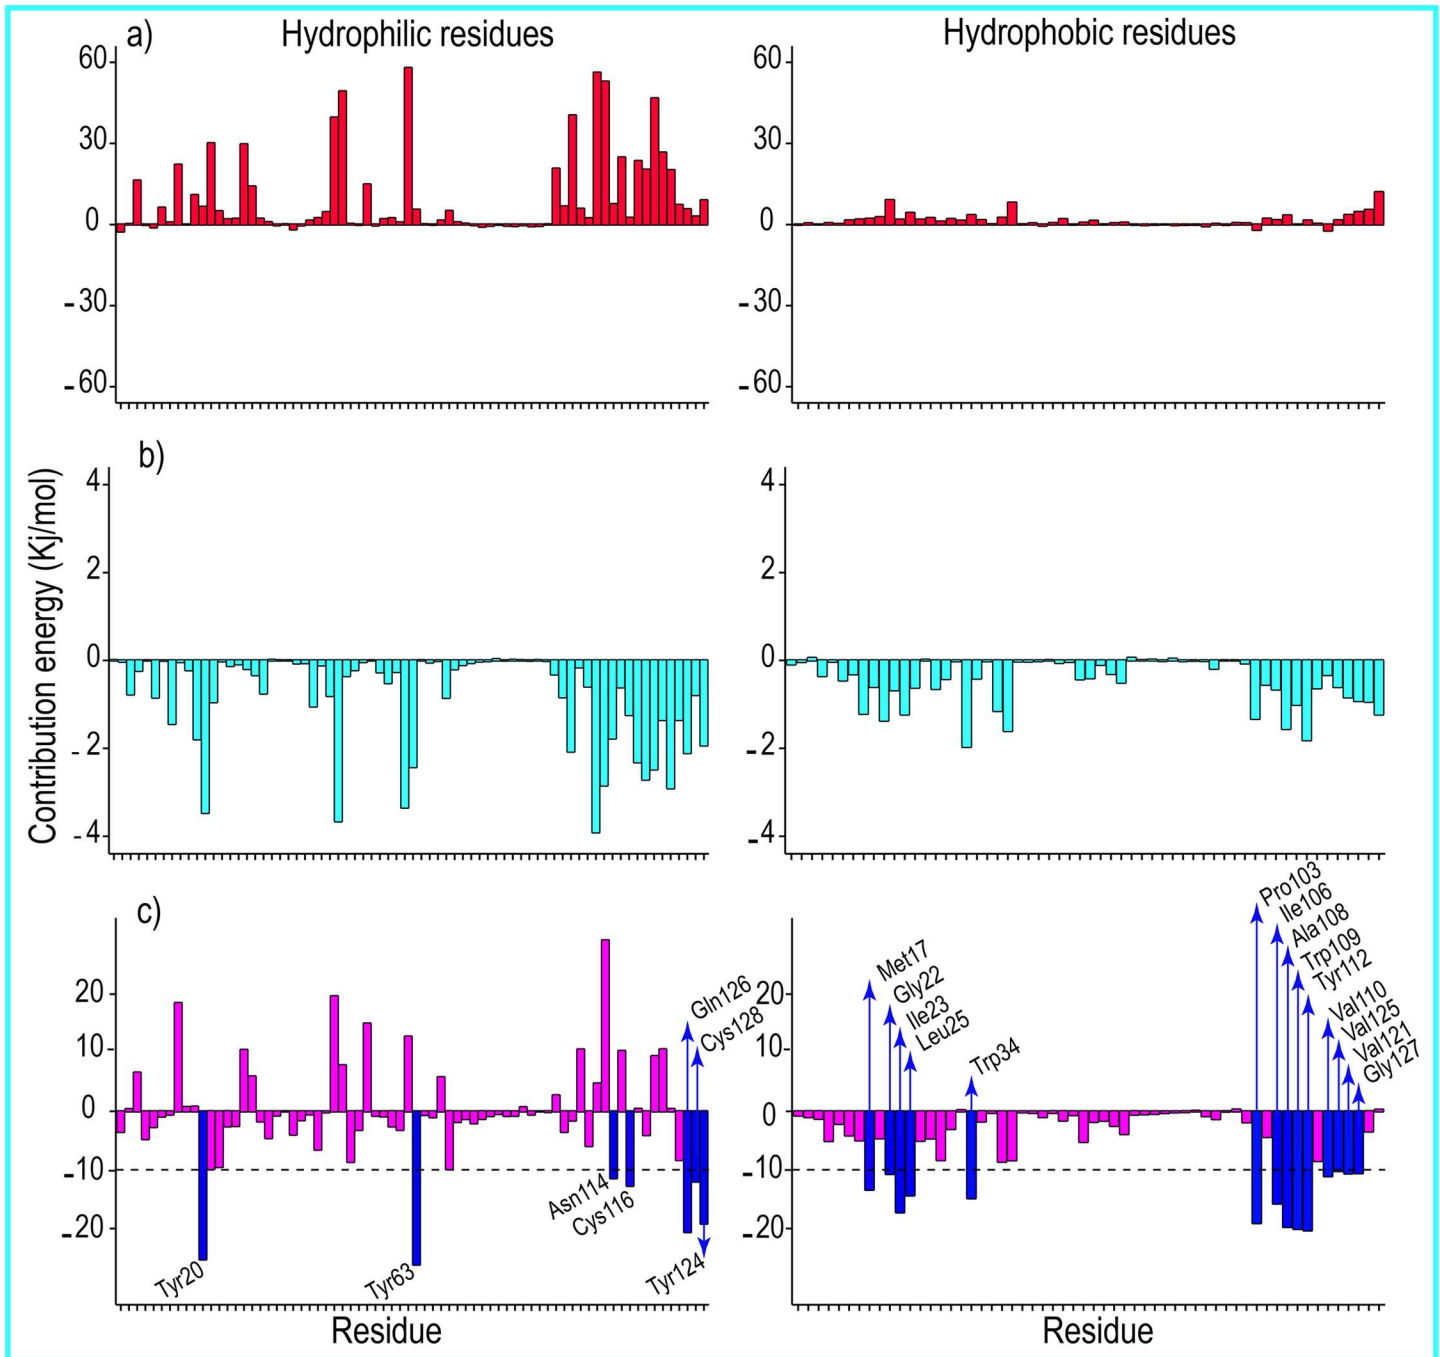 a)
Hydrophilic residues
Hydrophobic residues
60
30
0
-30
-60
60
30
0
-30
-60
Contribution energy (Kj/mol)
b)
4
2
0
-2
-4
4
2
0
-2
-4
c)
20
10
0
-10
-20
Tyr20
Tyr63
Asn114
Cys116
Gln126
Cys128
Tyr124
20
10
0
-10
-20
Met17
Gly22
Ile23
Leu25
Trp34
Pro103
Ile106
Ala108
Trp109
Tyr112
Val110
Val125
Val121
Gly127
Residue
Residue